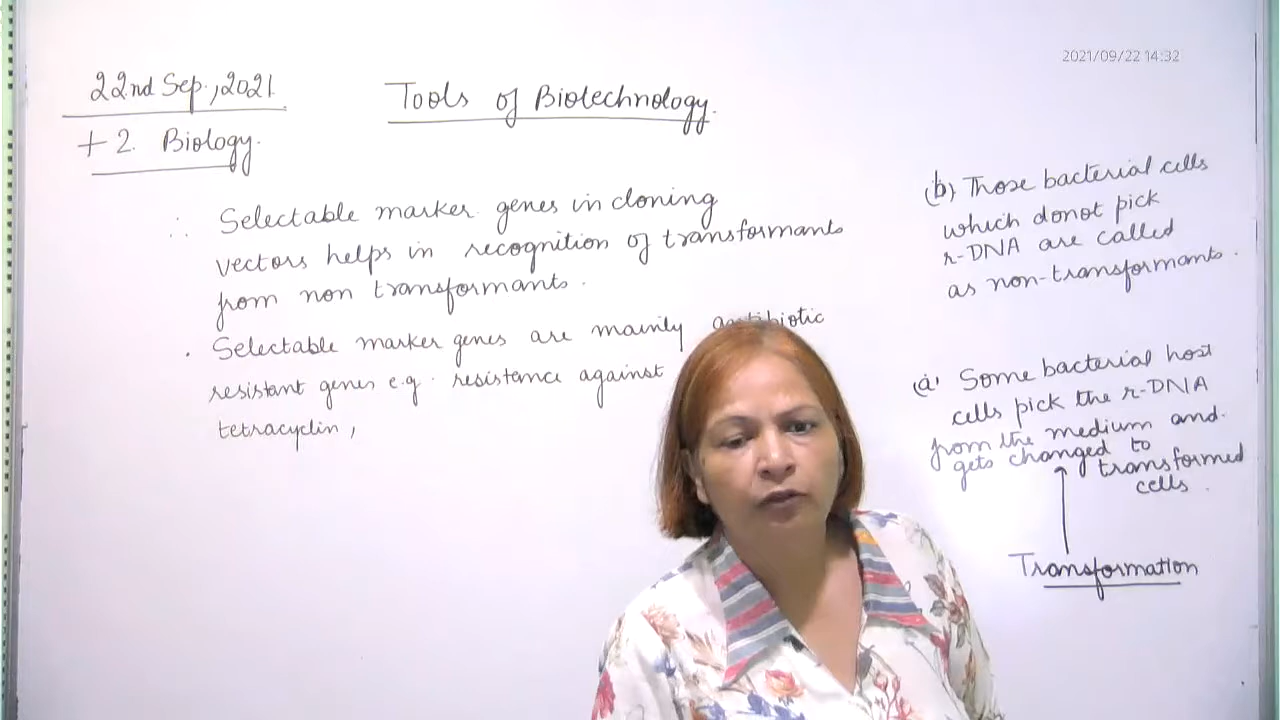 2021/09/22 14:32
22nd Sep., 2021
+2. Biology.
Tools of Biotechnology.
∴ Selectable marker genes in cloning
vectors helps in recognition of transformants
from non transformants.
. Selectable marker genes are mainly antibiotic
resistant genes e.g. resistance against
tetracyclin,
(b) Those bacterial cells
which donot pick
r-DNA are called
as non-transformants.
(a) Some bacterial host
cells pick the r-DNA
from the medium and
gets changed to
transformed
cells.
Transformation